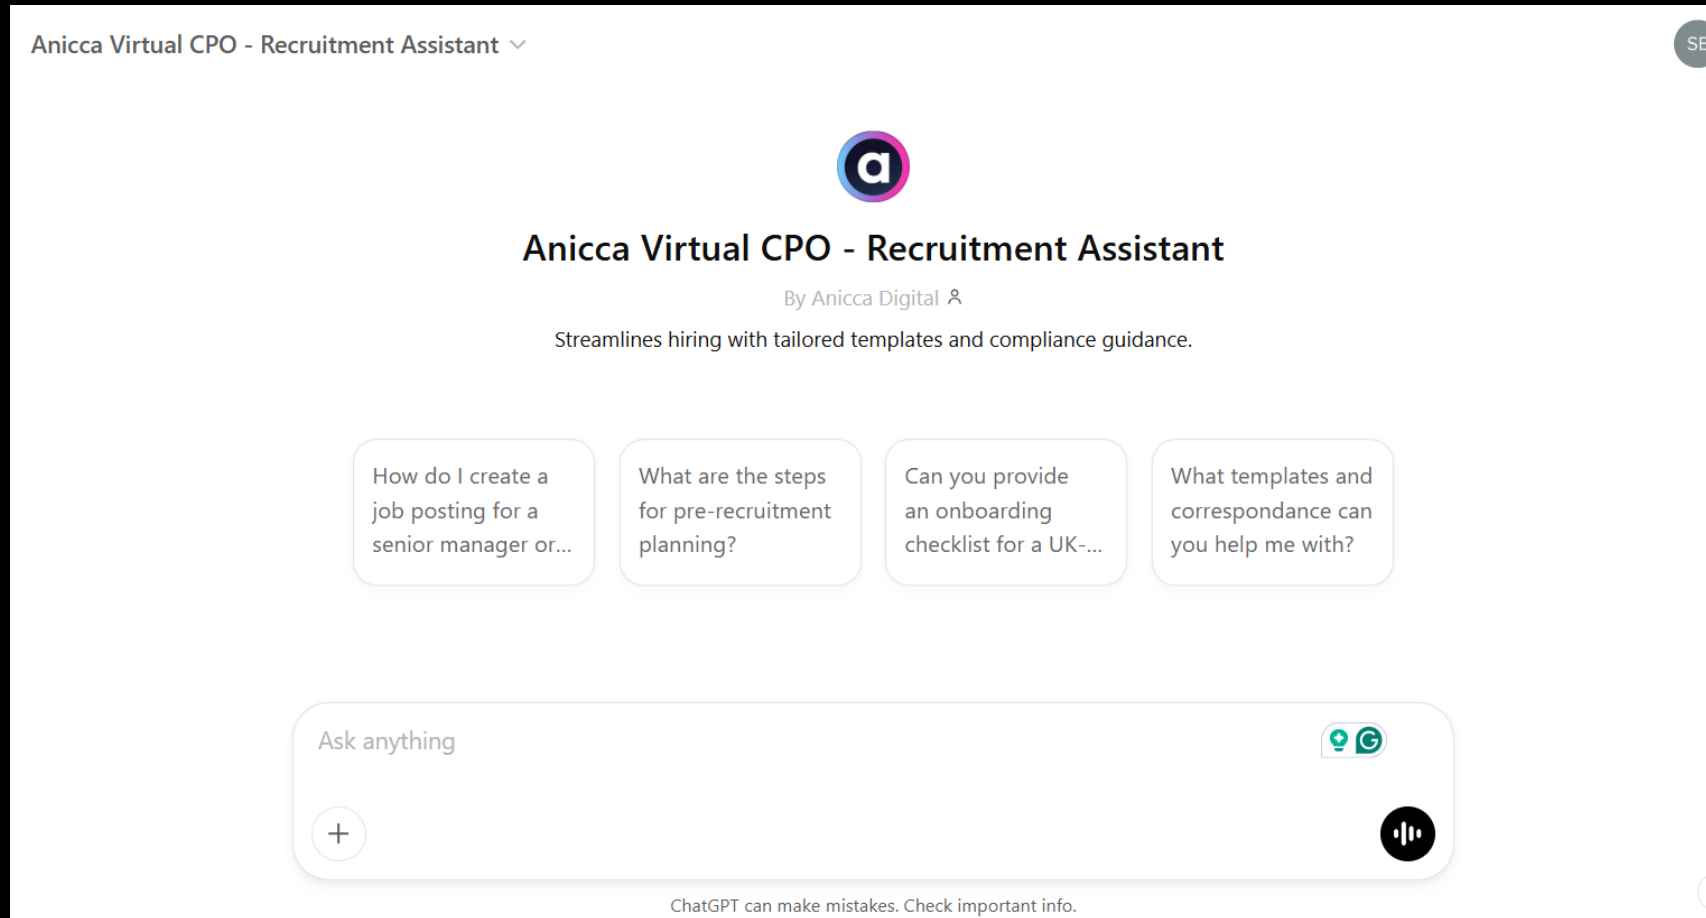 Anicca Virtual CPO - Recruitment Assistant
SE
a
Anicca Virtual CPO - Recruitment Assistant
By Anicca Digital
Streamlines hiring with tailored templates and compliance guidance.
How do I create a
job posting for a
senior manager or...
What are the steps
for pre-recruitment
planning?
Can you provide
an onboarding
checklist for a UK-...
What templates and
correspondance can
you help me with?
Ask anything
G
ChatGPT can make mistakes. Check important info.